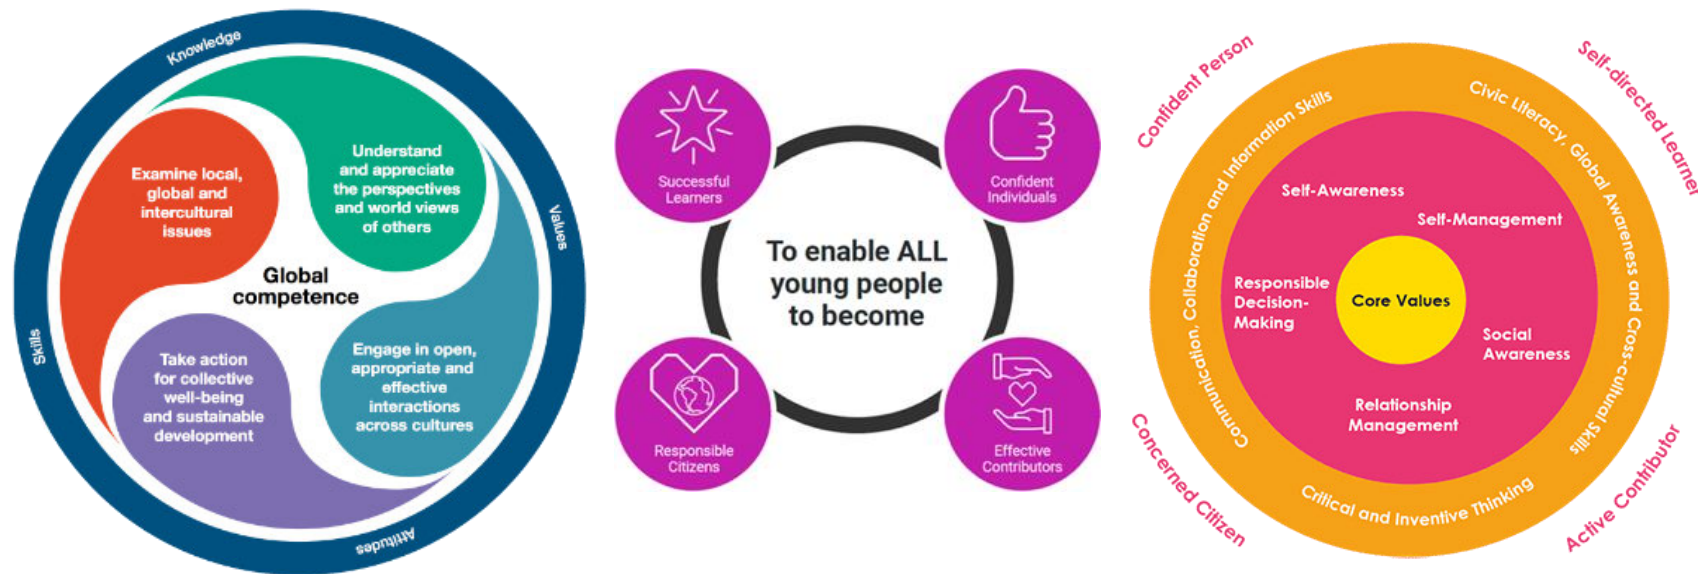 Knowledge
Values
Attitudes
Skills
Examine local,
global and
intercultural
issues
Understand
and appreciate
the perspectives
and world views
of others
Global
competence
Take action
for collective
well-being
and sustainable
development
Engage in open,
appropriate and
effective
interactions
across cultures
Successful
Learners
Confident
Individuals
To enable ALL
young people
to become
Responsible
Citizens
Effective
Contributors
Confident Person
Self-directed Learner
Communication, Collaboration and Information Skills
Civic Literacy, Global Awareness and Cross-cultural Skills
Self-Awareness
Self-Management
Responsible
Decision-
Making
Core Values
Social
Awareness
Relationship
Management
Critical and Inventive Thinking
Concerned Citizen
Active Contributor